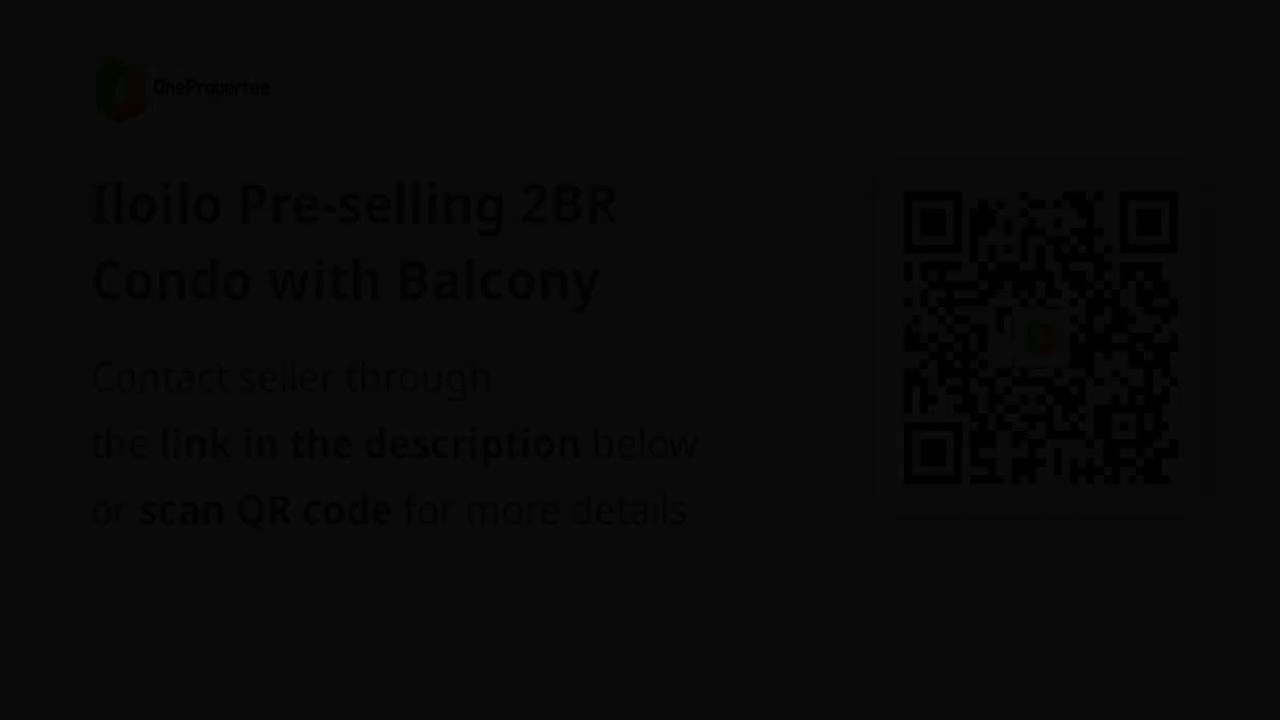 OnePropertee
Iloilo Pre-selling 2BR
Condo with Balcony
Contact seller through
the link in the description below
or scan QR code for more details